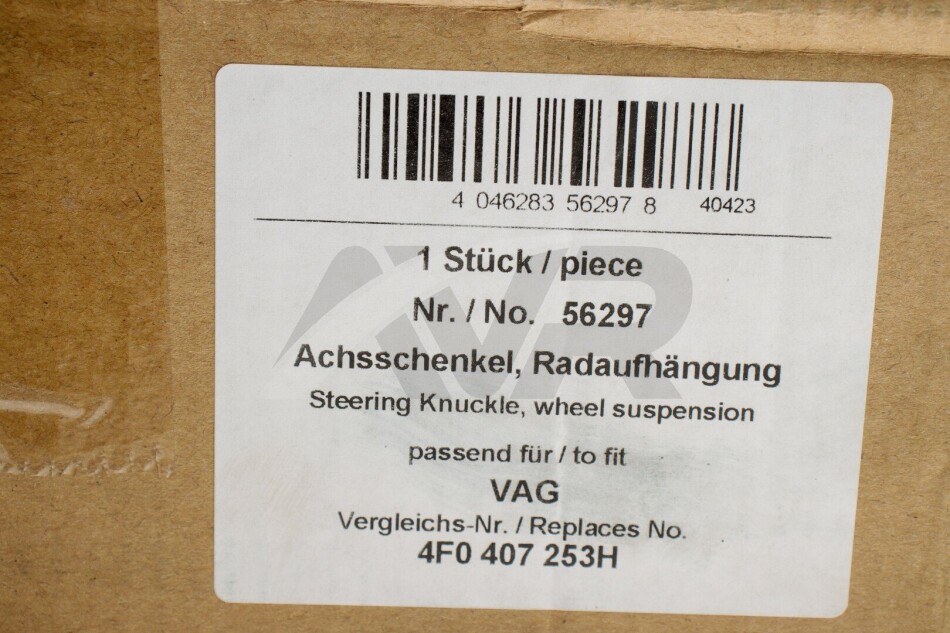 4 046283 56297 8 40423
1 Stück / piece
Nr. / No. 56297
Achsschenkel, Radaufhängung
Steering Knuckle, wheel suspension
passend für / to fit
VAG
Vergleichs-Nr. / Replaces No.
4F0 407 253H